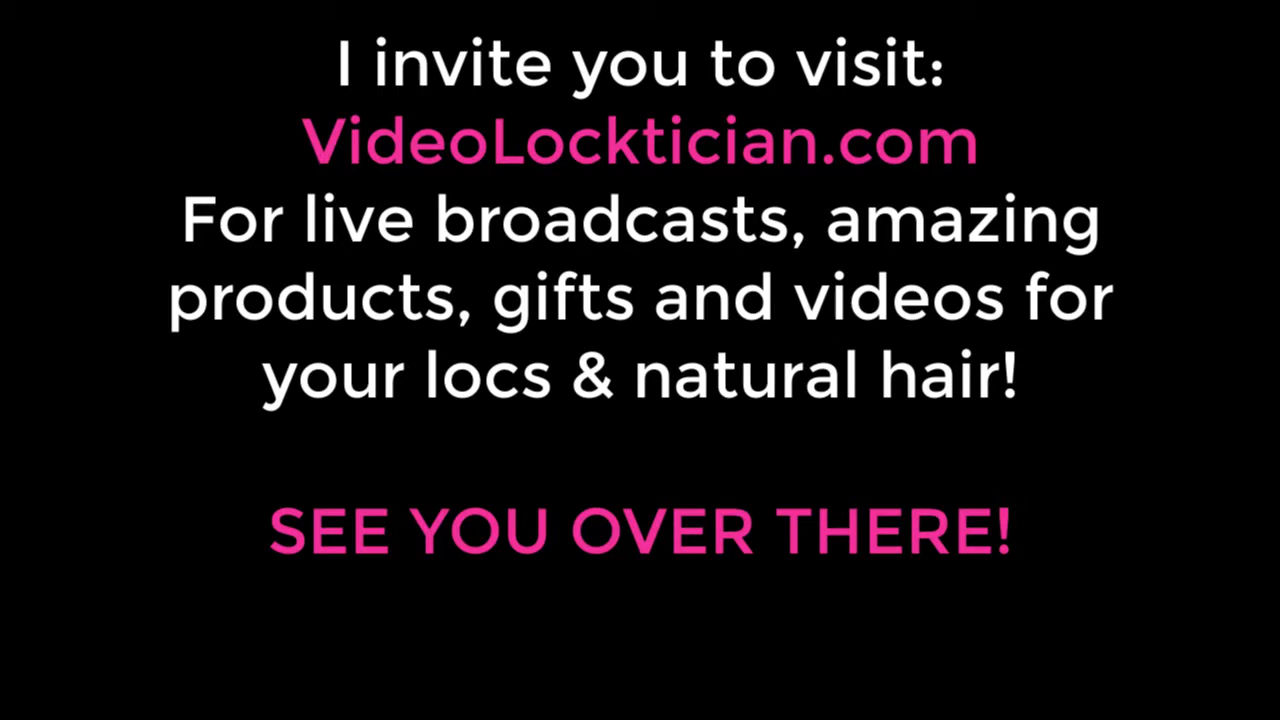 I invite you to visit:
VideoLocktician.com
For live broadcasts, amazing
products, gifts and videos for
your locs & natural hair!
SEE YOU OVER THERE!